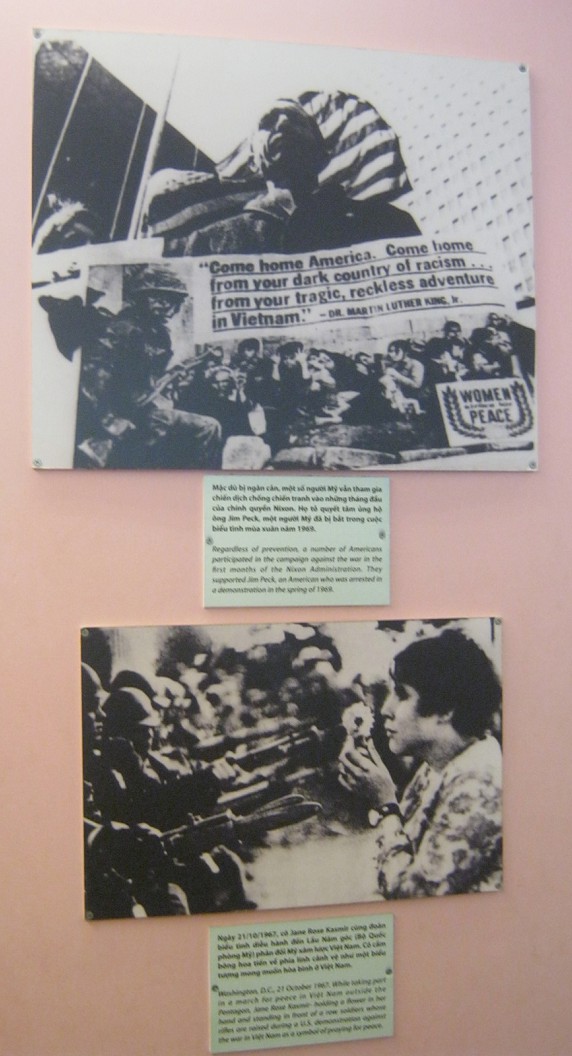 "Come home America. Come home
from your dark country of racism . . .
from your tragic, reckless adventure
in Vietnam." - DR. MARTIN LUTHER KING, Jr.
WOMEN
PEACE
Mặc dù bị ngăn cản, một số người Mỹ vẫn tham gia
chiến dịch chống chiến tranh vào những tháng đầu
của chính quyền Nixon. Họ tỏ quyết tâm ủng hộ
ông Jim Peck, một người Mỹ đã bị bắt trong cuộc
biểu tình mùa xuân năm 1969.
Regardless of prevention, a number of Americans
participated in the campaign against the war in the
first months of the Nixon Administration. They
supported Jim Peck, an American who was arrested in
a demonstration in the spring of 1969.
Ngày 21/10/1967, cô Jane Rose Kasmir cùng đoàn
biểu tình diễu hành đến Lầu Năm góc (Bộ Quốc
phòng Mỹ) phản đối Mỹ xâm lược Việt Nam. Cô cầm
bông hoa tiến về phía lính cảnh vệ như một biểu
tượng mong muốn hòa bình ở Việt Nam.
Washington, D.C., 21 October 1967. While taking part
in a march for peace in Việt Nam outside the
Pentagon, Jane Rose Kasmir- holding a flower in her
hand and standing in front of a row soldiers whose
rifles are raised during a U.S. demonstration against
the war in Việt Nam as a symbol of praying for peace.